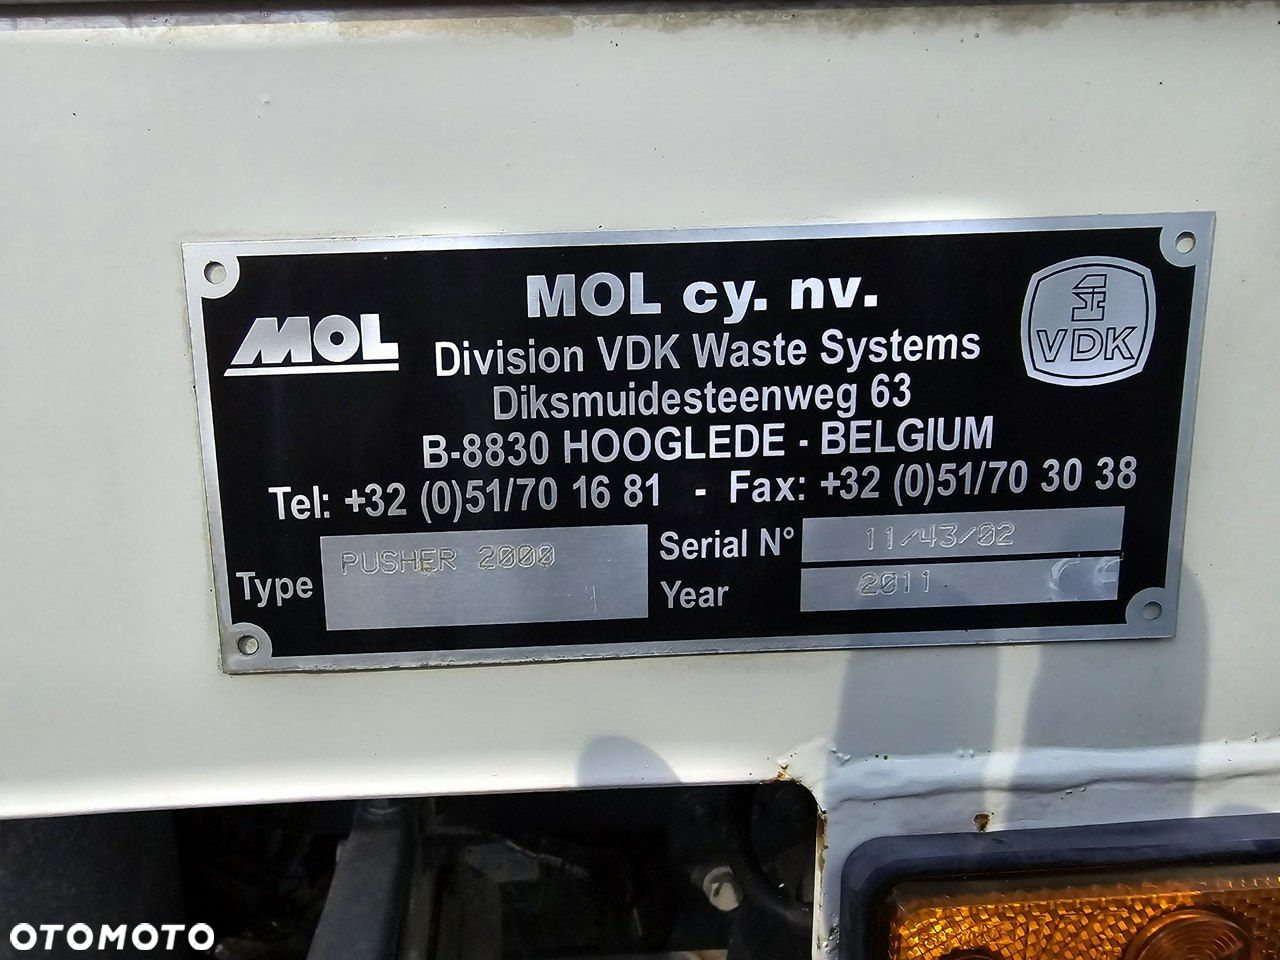 MOL cy. nv.
MOL
Division VDK Waste Systems
VDK
Diksmuidesteenweg 63
B-8830 HOOGLEDE - BELGIUM
Tel: +32 (0)51/70 16 81 - Fax: +32 (0)51/70 30 38
Type PUSHER 2000
Serial N° 11/43/02
Year 2011 CE
OTOMOTO